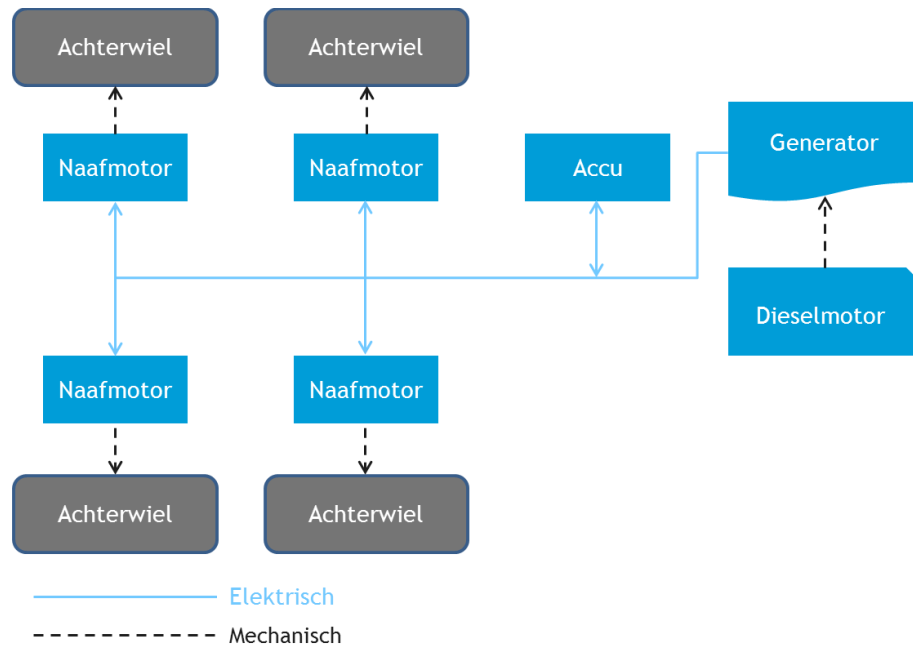 Achterwiel
Achterwiel
Naafmotor
Naafmotor
Accu
Generator
Dieselmotor
Naafmotor
Naafmotor
Achterwiel
Achterwiel
Elektrisch
Mechanisch